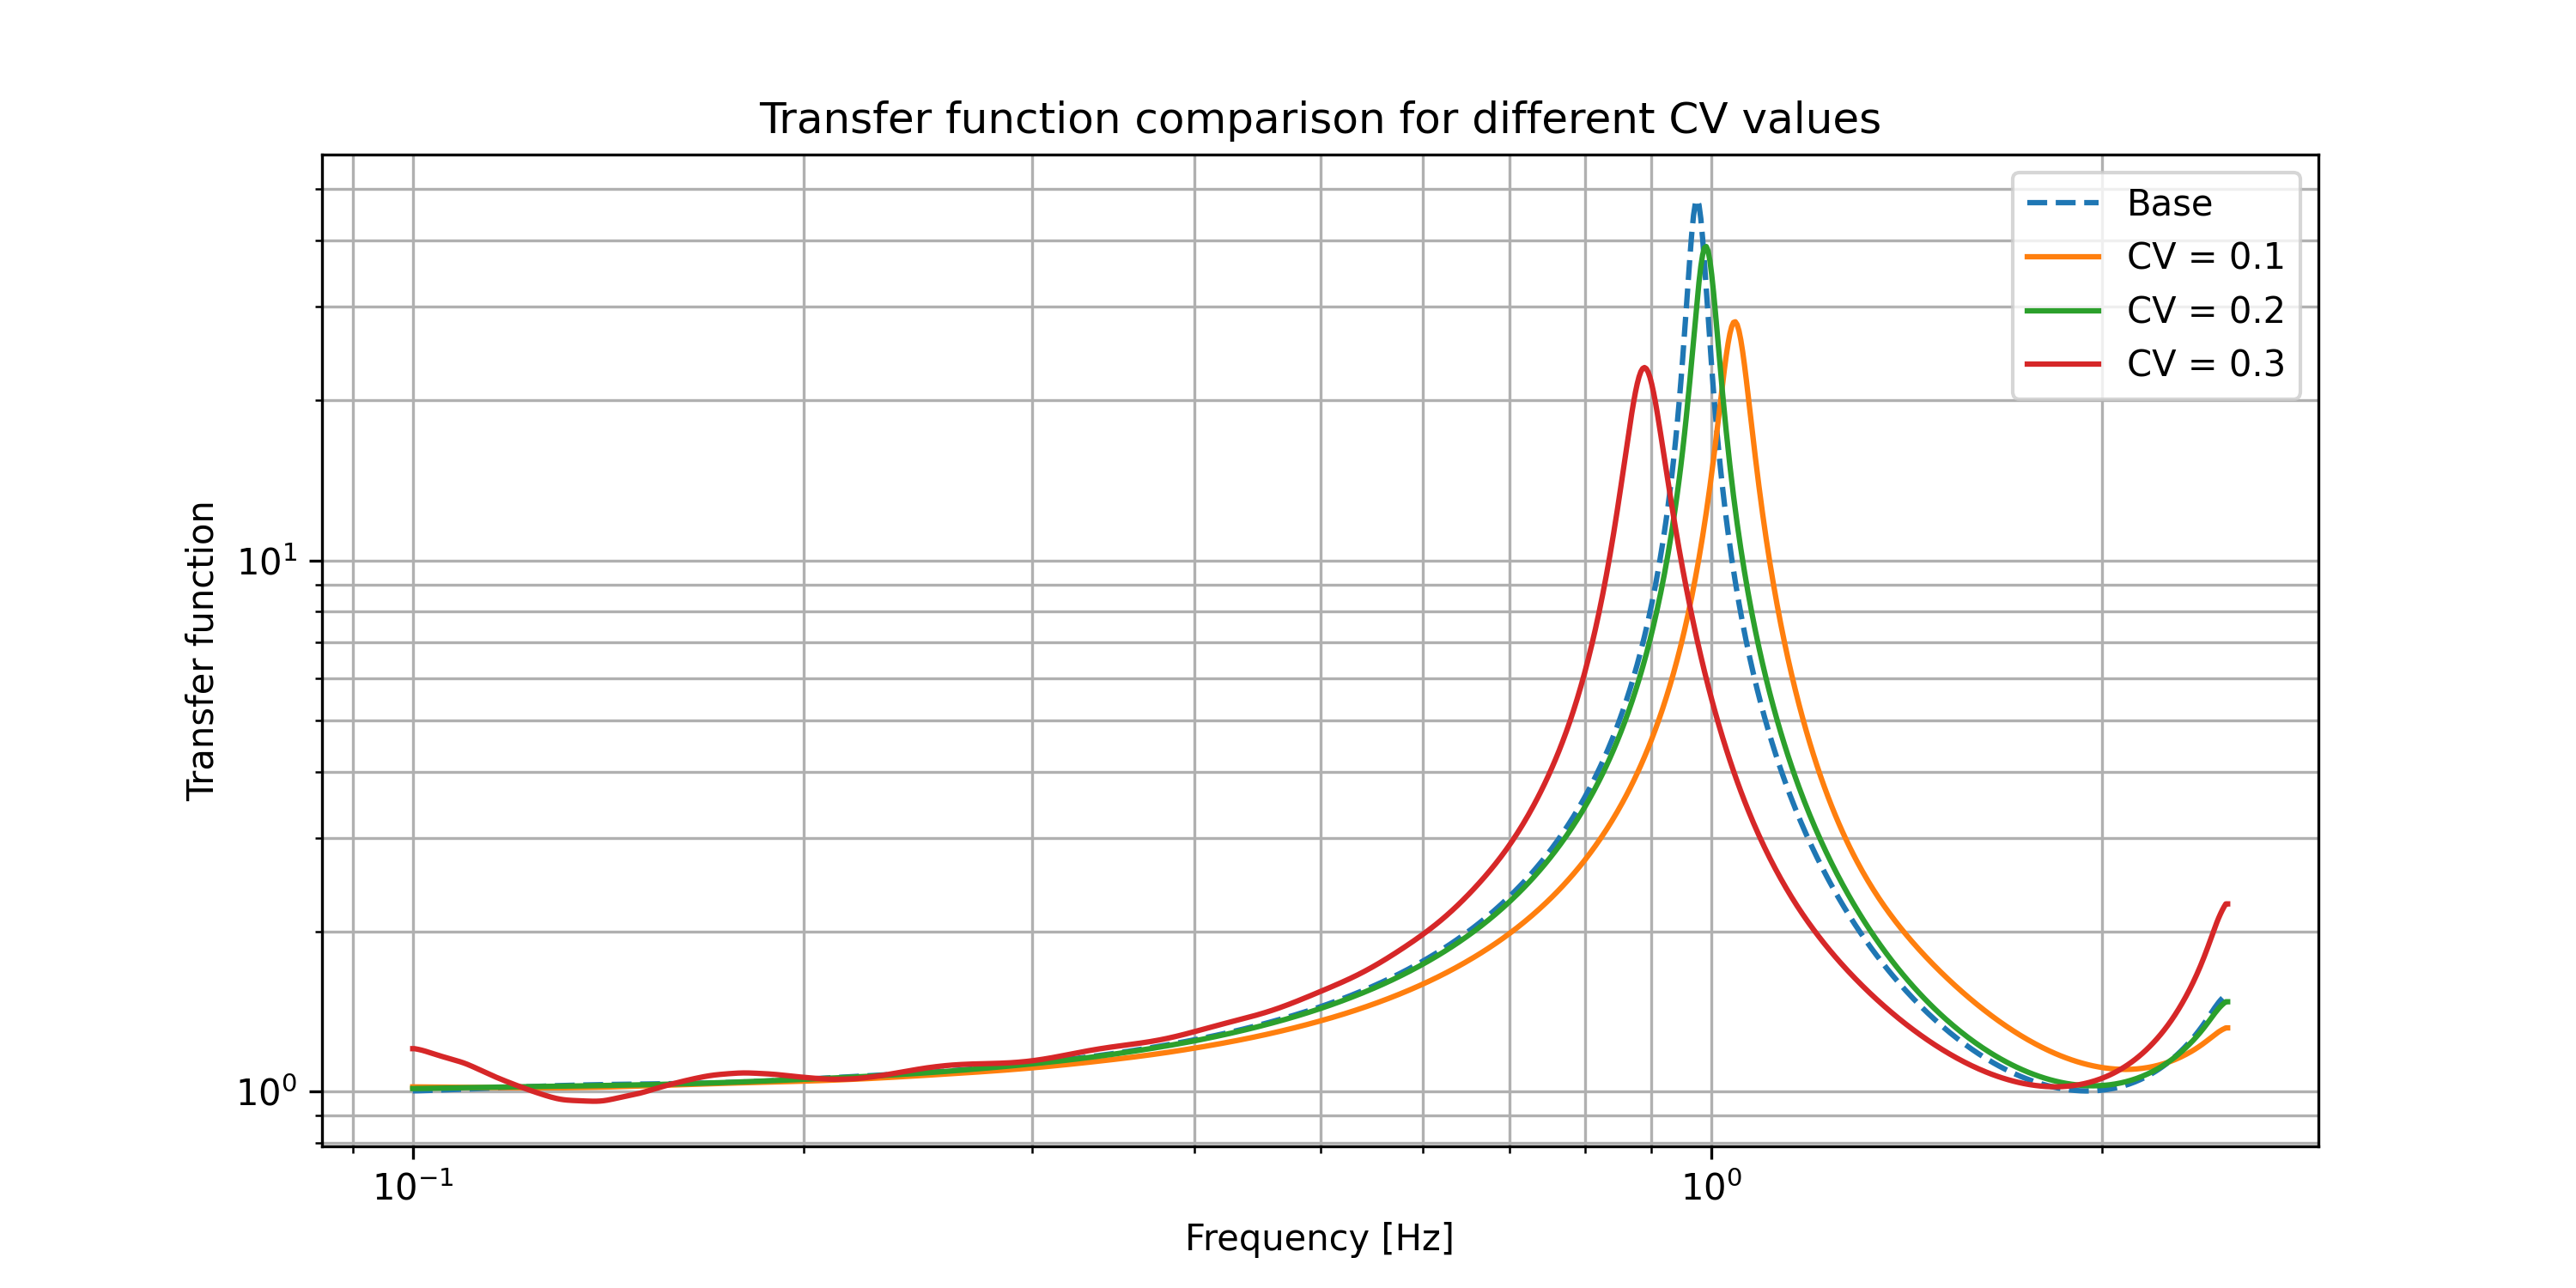 Transfer function comparison for different CV values
Base
CV = 0.1
CV = 0.2
CV = 0.3
Transfer function
10¹
10⁰
10⁻¹
10⁰
Frequency [Hz]